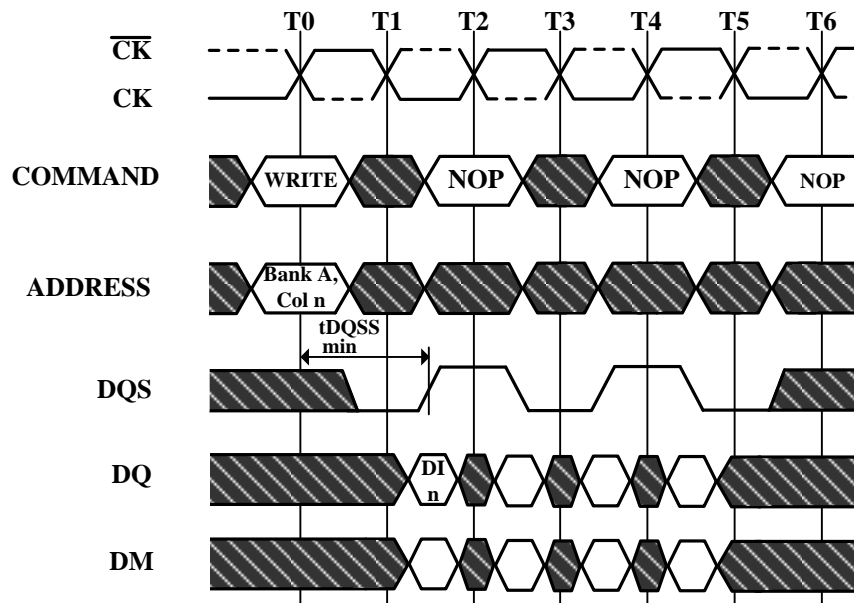 T0 T1 T2 T3 T4 T5 T6
CK
CK
COMMAND
WRITE NOP NOP NOP
ADDRESS
Bank A,
Col n
tDQSS
min
DQS
DQ
DI
n
DM